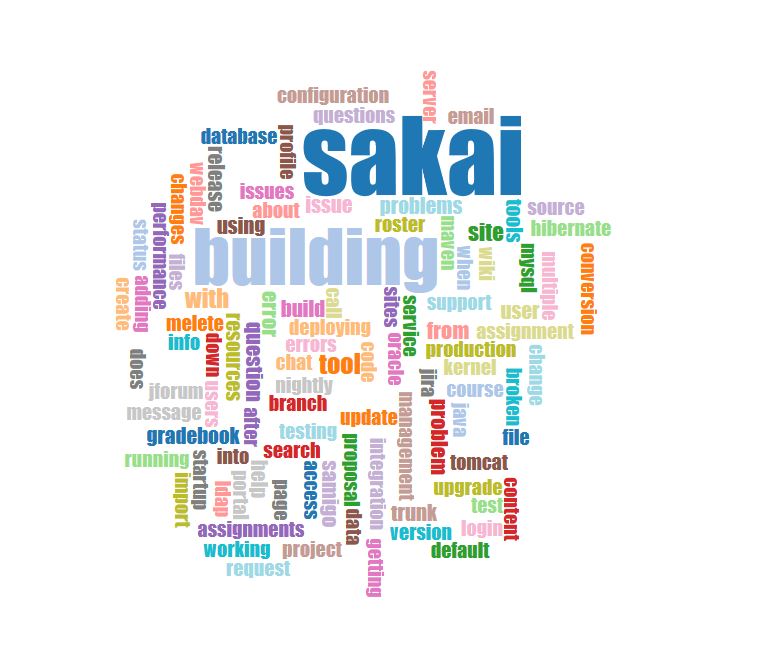 server
configuration
questions
email
sakai
database
profile
release
webdav
issues
changes
about
issue
problems
source
tools
hibernate
performance
using
roster
site
maven
status
building
when
wiki
mysql
multiple
conversion
files
adding
create
with
error
build
call
sites
service
support
user
melete
deploying
from
assignment
info
down
resources
question
errors
code
oracle
production
does
chat
tool
kernel
change
jforum
users
nightly
jira
course
broken
message
after
branch
update
management
problem
java
gradebook
testing
file
running
into
search
proposal
integration
tomcat
startup
help
access
samigo
upgrade
import
ldap
portal
page
data
trunk
test
content
assignments
version
login
working
project
getting
default
request